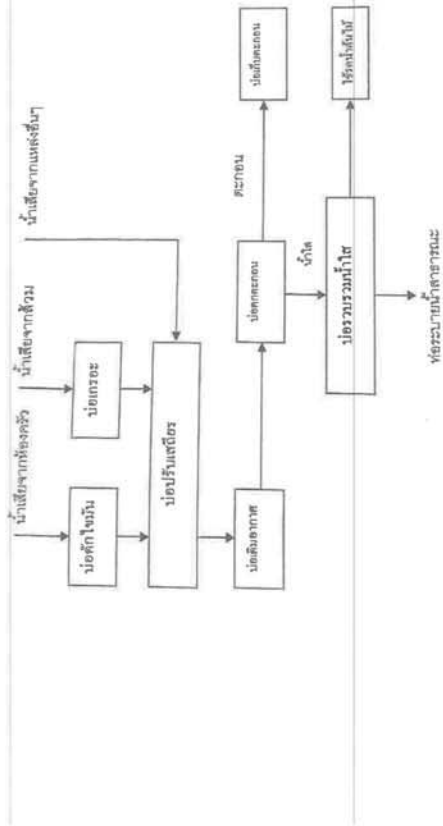 น้ำเสียจากห้องครัว
น้ำเสียจากส้วม
น้ำเสียจากแหล่งอื่นๆ
บ่อดักไขมัน
บ่อเกรอะ
บ่อปรับเสถียร
บ่อเติมอากาศ
บ่อตกตะกอน
ตะกอน
บ่อเก็บตะกอน
น้ำใส
บ่อรวบรวมน้ำใส
ใช้รดน้ำต้นไม้
ท่อระบายน้ำสาธารณะ